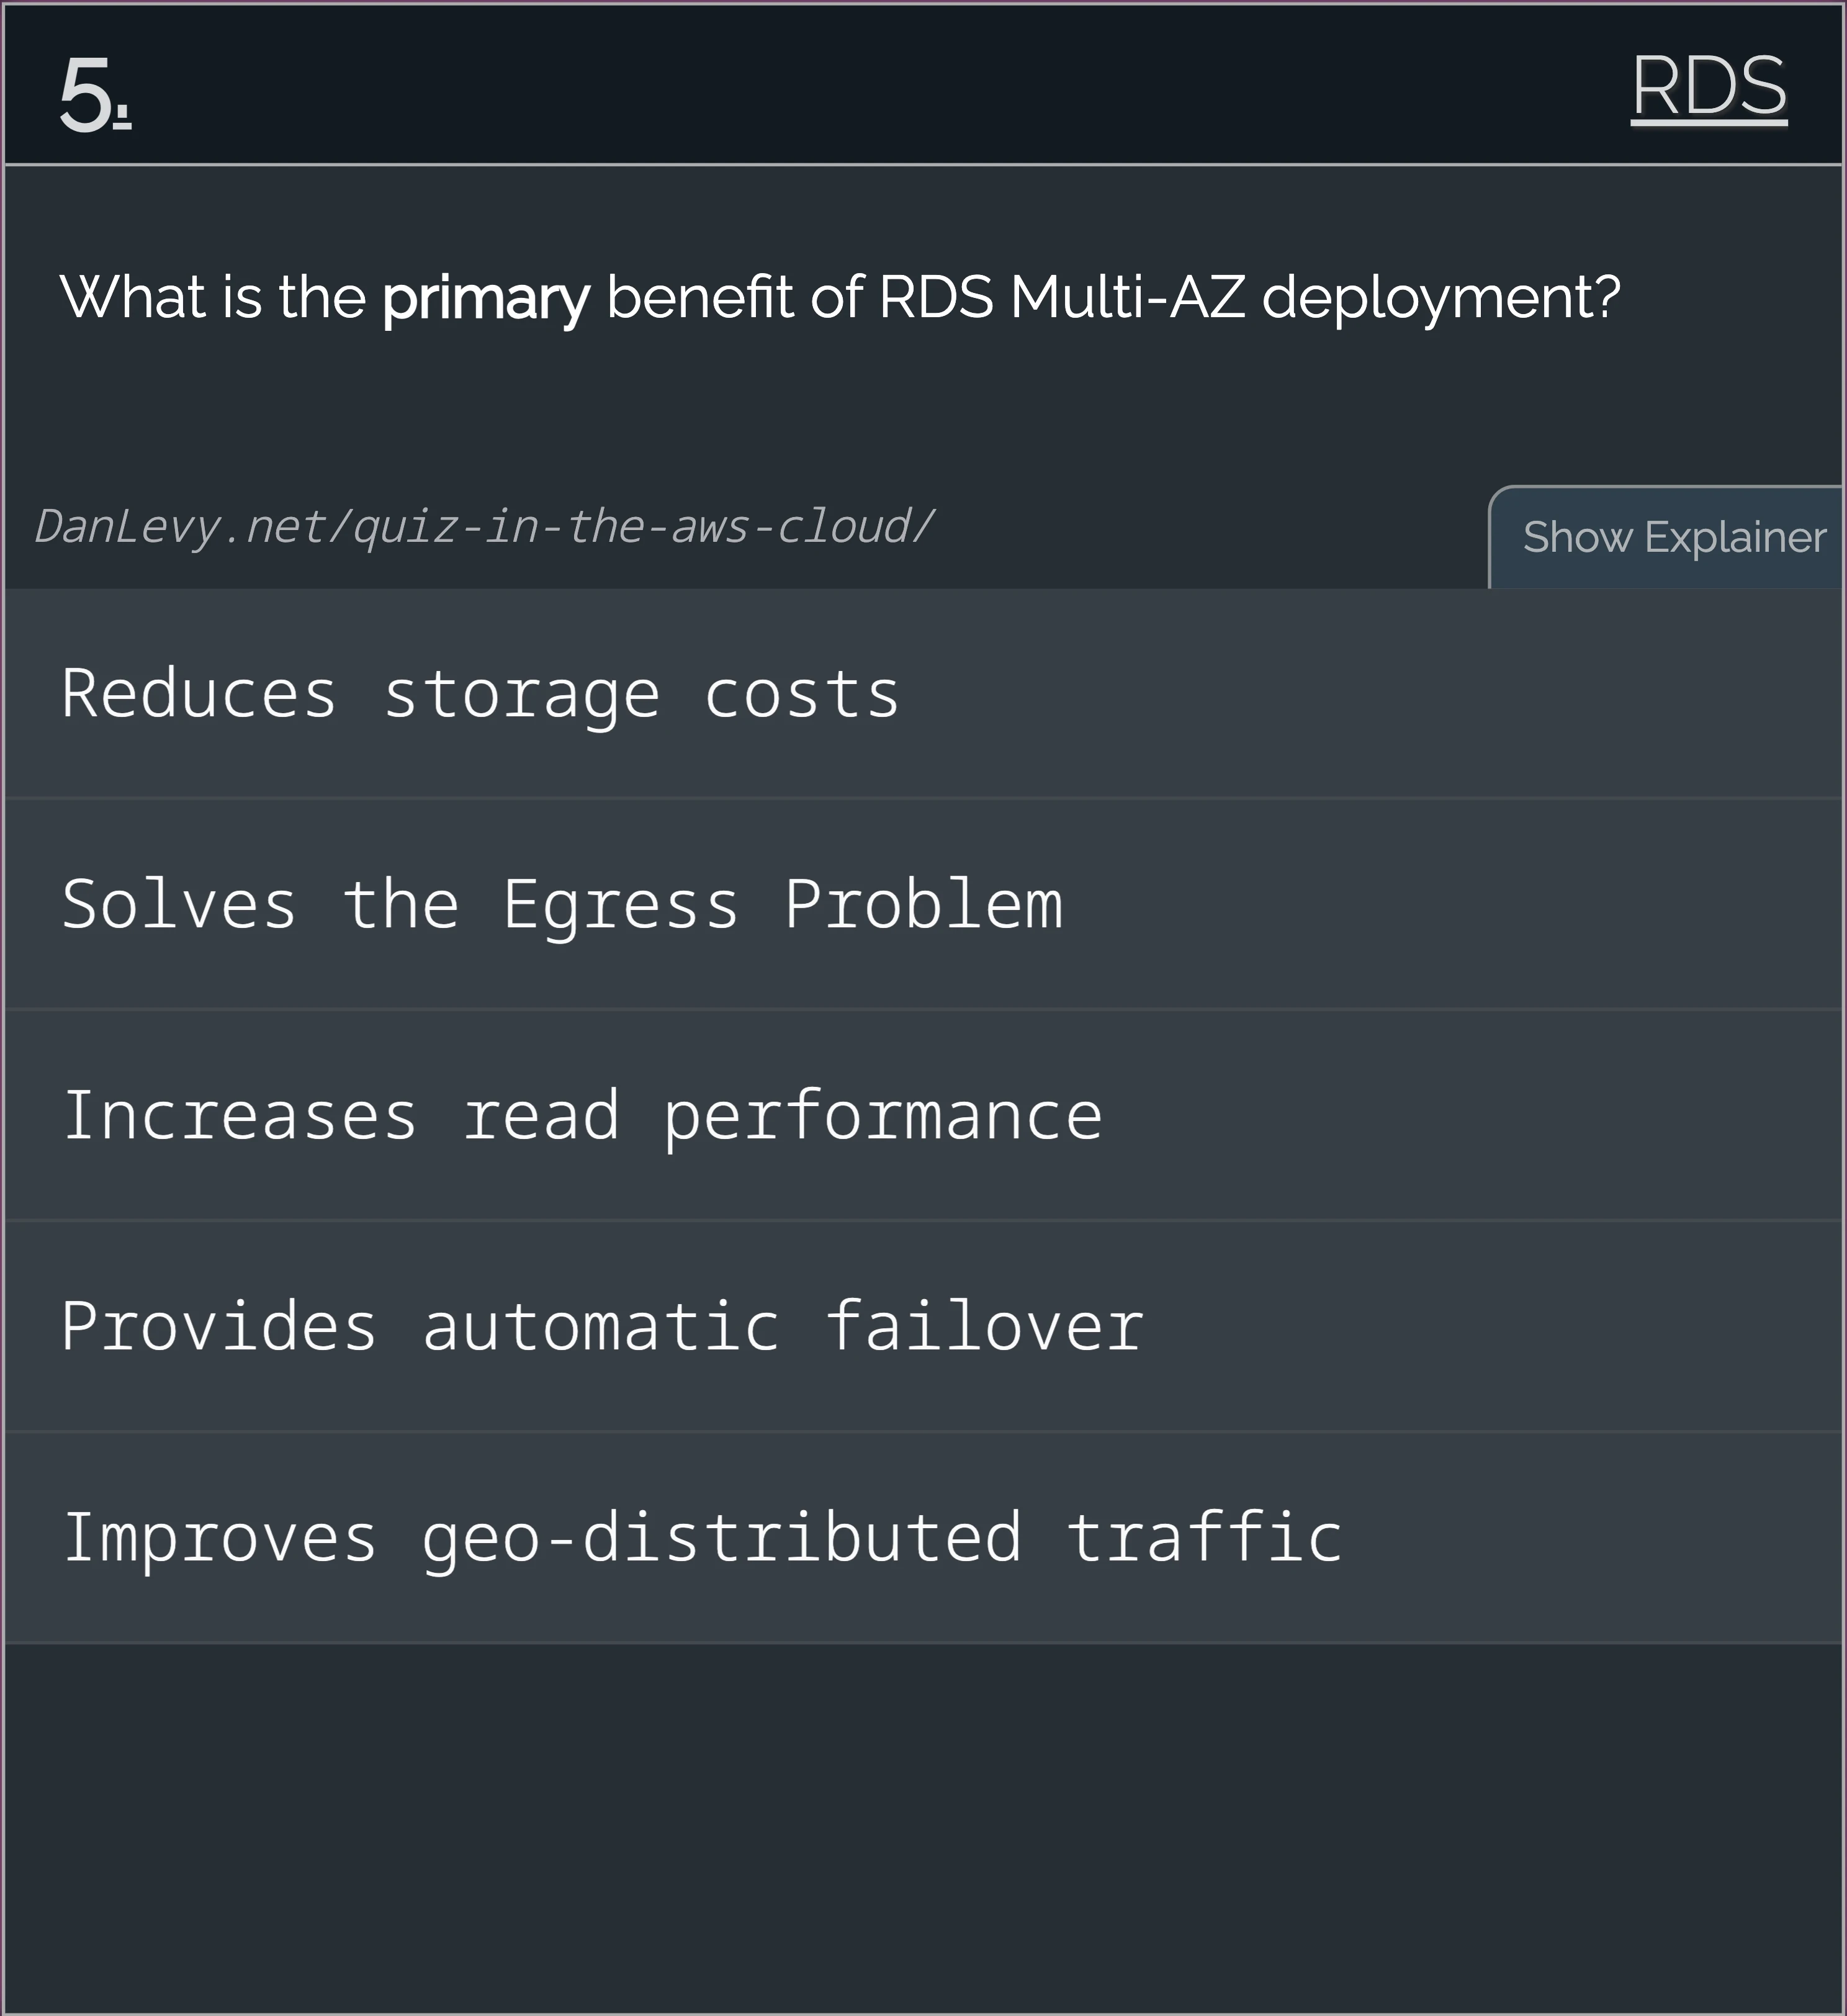 5.
RDS
What is the primary benefit of RDS Multi-AZ deployment?
DanLevy.net/quiz-in-the-aws-cloud/
Show Explainer
Reduces storage costs
Solves the Egress Problem
Increases read performance
Provides automatic failover
Improves geo-distributed traffic